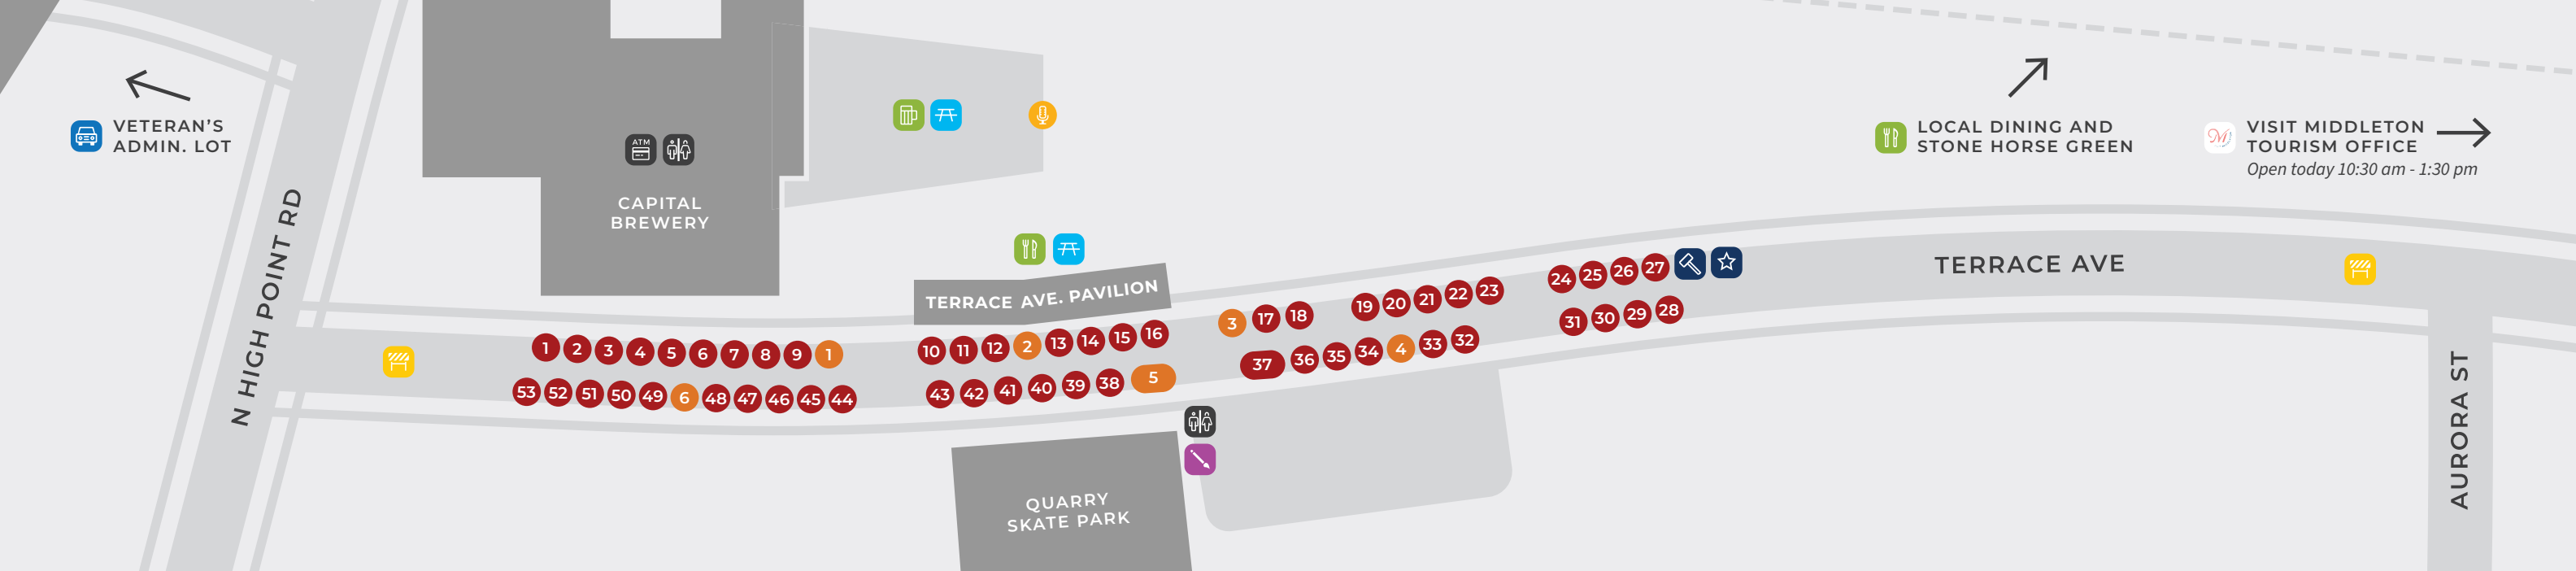 VETERAN'S
ADMIN. LOT
N HIGH POINT RD
ATM
CAPITAL
BREWERY
LOCAL DINING AND
STONE HORSE GREEN
M
VISIT MIDDLETON
TOURISM OFFICE
Open today 10:30 am - 1:30 pm
TERRACE AVE. PAVILION
TERRACE AVE
1 2 3 4 5 6 7 8 9 1
10 11 12 2 13 14 15 16
3 17 18
19 20 21 22 23
24 25 26 27
53 52 51 50 49 6 48 47 46 45 44
43 42 41 40 39 38 5
37 36 35 34 4 33 32
31 30 29 28
QUARRY
SKATE PARK
AURORA ST